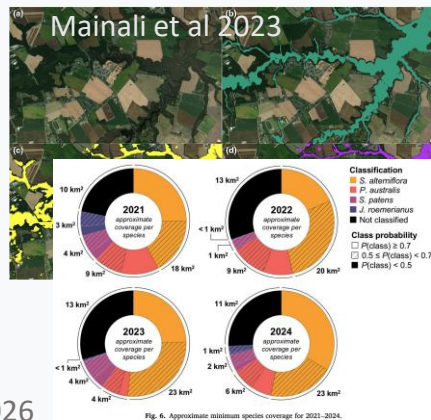 Mainali et al 2023
(a)
(b)
(c)
(d)
10 km²
3 km²
4 km²
9 km²
18 km²
2021
approximate
coverage per
species
13 km²
< 1 km²
1 km²
9 km²
20 km²
2022
approximate
coverage per
species
Classification
S. alterniflora
P. australis
S. patens
J. roemerianus
Not classified
Class probability
P(class) ≥ 0.7
0.5 ≤ P(class) < 0.7
P(class) < 0.5
13 km²
< 1 km²
4 km²
4 km²
23 km²
2023
approximate
coverage per
species
11 km²
1 km²
2 km²
6 km²
23 km²
2024
approximate
coverage per
species
Fig. 6. Approximate minimum species coverage for 2021–2024.